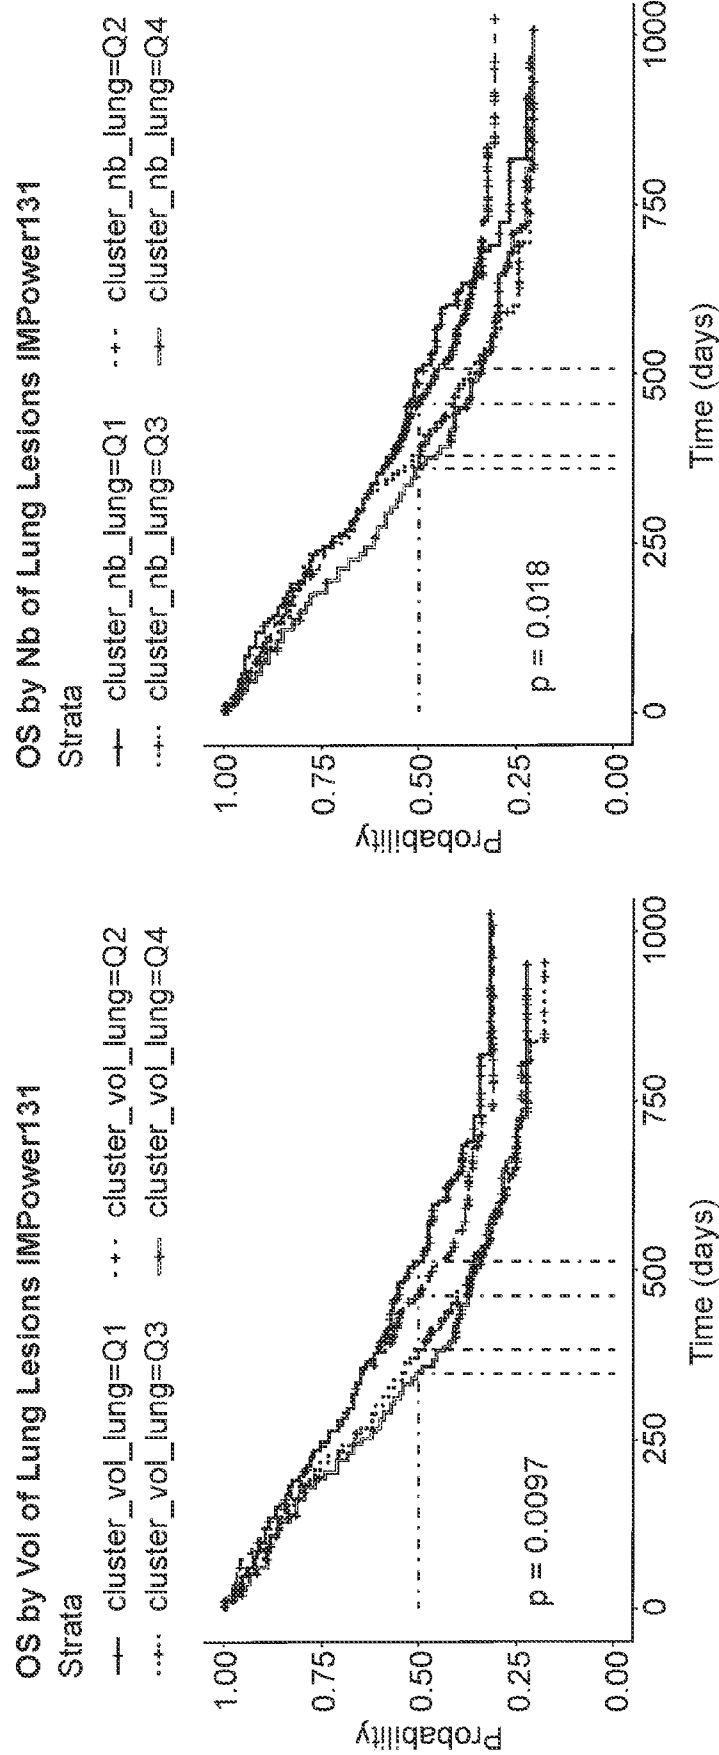 OS by Vol of Lung Lesions IMPower131
Strata
cluster_vol_lung=Q1 cluster_vol_lung=Q2
cluster_vol_lung=Q3 cluster_vol_lung=Q4
Probability
1.00
0.75
0.50
0.25
0.00
p = 0.0097
0 250 500 750 1000
Time (days)
OS by Nb of Lung Lesions IMPower131
Strata
cluster_nb_lung=Q1 cluster_nb_lung=Q2
cluster_nb_lung=Q3 cluster_nb_lung=Q4
Probability
1.00
0.75
0.50
0.25
0.00
p = 0.018
0 250 500 750 1000
Time (days)